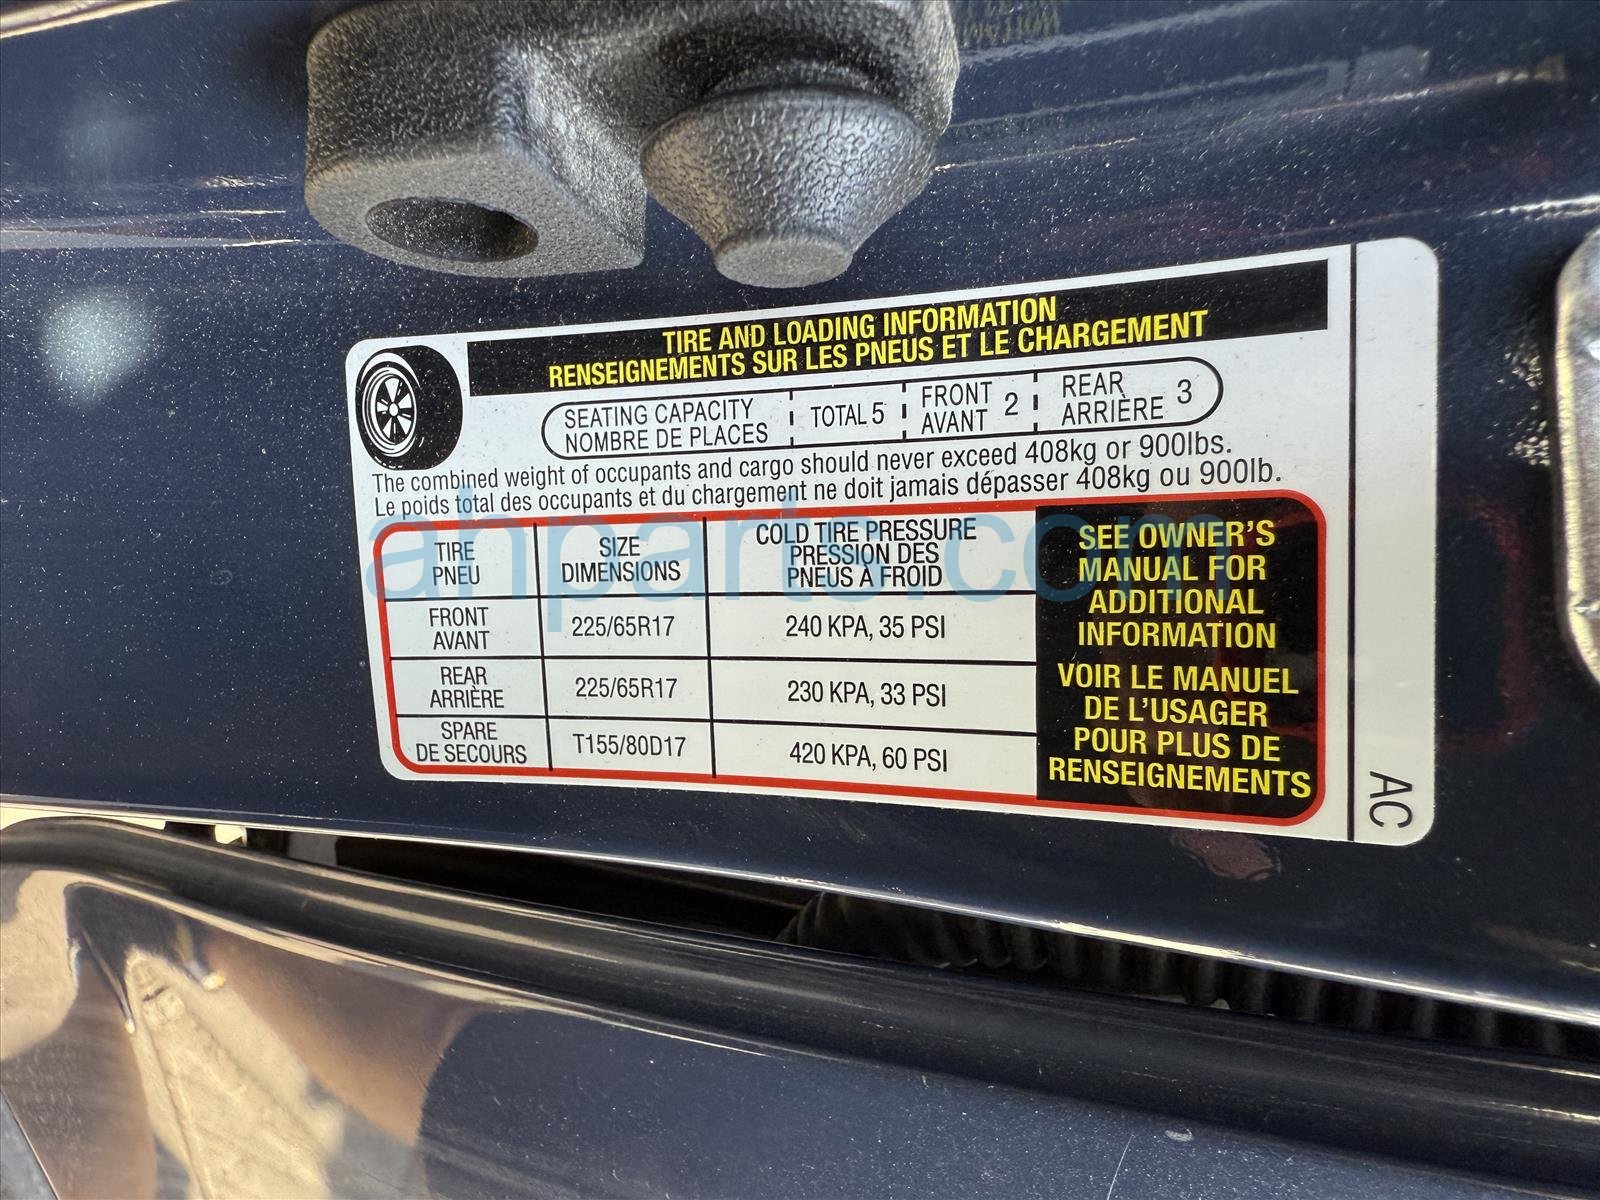 TIRE AND LOADING INFORMATION
RENSEIGNEMENTS SUR LES PNEUS ET LE CHARGEMENT
SEATING CAPACITY
NOMBRE DE PLACES
TOTAL 5
FRONT
AVANT
2
REAR
ARRIÈRE
3
The combined weight of occupants and cargo should never exceed 408kg or 900lbs.
Le poids total des occupants et du chargement ne doit jamais dépasser 408kg ou 900lb.
TIRE
PNEU
SIZE
DIMENSIONS
COLD TIRE PRESSURE
PRESSION DES
PNEUS À FROID
FRONT
AVANT
225/65R17
240 KPA, 35 PSI
REAR
ARRIÈRE
225/65R17
230 KPA, 33 PSI
SPARE
DE SECOURS
T155/80D17
420 KPA, 60 PSI
SEE OWNER'S
MANUAL FOR
ADDITIONAL
INFORMATION
VOIR LE MANUEL
DE L'USAGER
POUR PLUS DE
RENSEIGNEMENTS
AC
ahparts.com